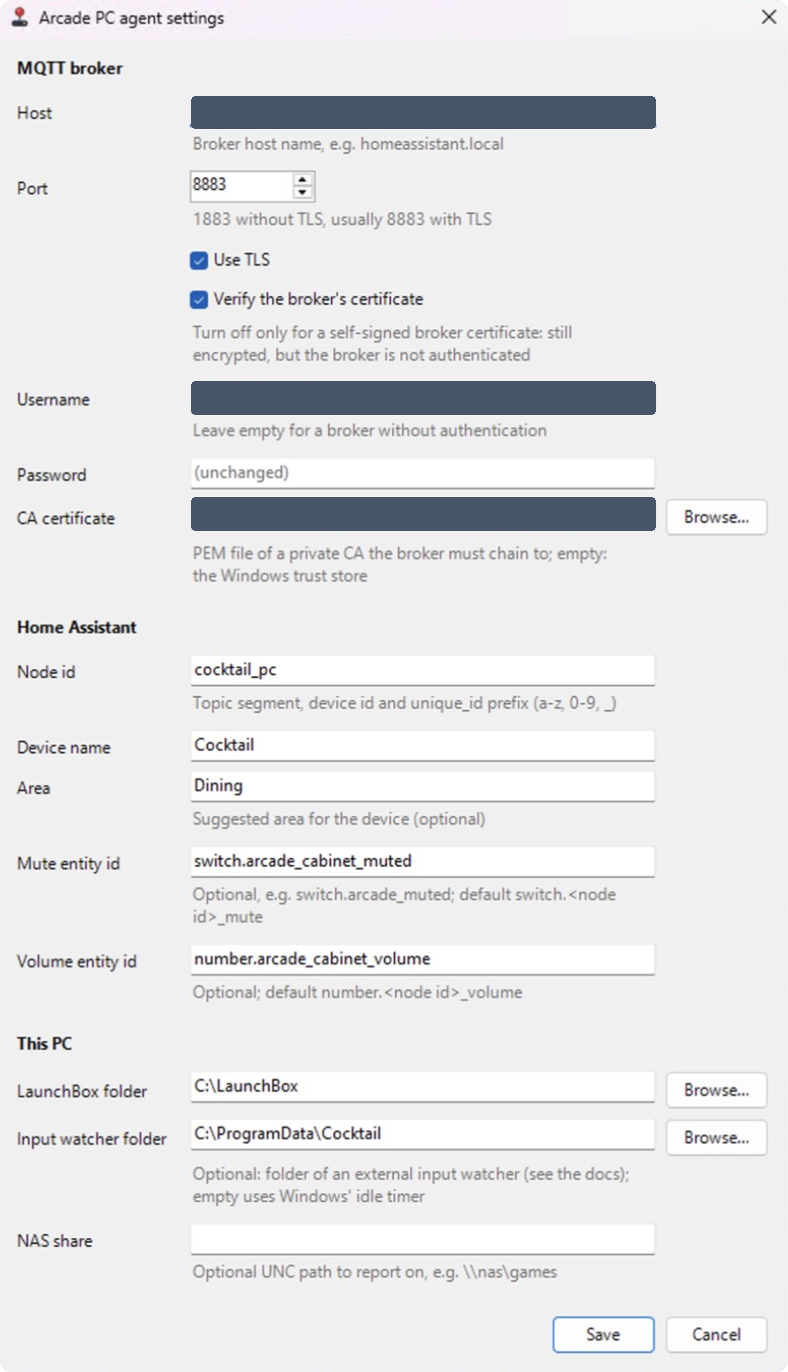 Arcade PC agent settings
MQTT broker
Host
Broker host name, e.g. homeassistant.local
Port
8883
1883 without TLS, usually 8883 with TLS
Use TLS
Verify the broker's certificate
Turn off only for a self-signed broker certificate: still
encrypted, but the broker is not authenticated
Username
Leave empty for a broker without authentication
Password
(unchanged)
CA certificate
Browse...
PEM file of a private CA the broker must chain to; empty:
the Windows trust store
Home Assistant
Node id
cocktail_pc
Topic segment, device id and unique_id prefix (a-z, 0-9, _)
Device name
Cocktail
Area
Dining
Suggested area for the device (optional)
Mute entity id
switch.arcade_cabinet_muted
Optional, e.g. switch.arcade_muted; default switch.<node
id>_mute
Volume entity id
number.arcade_cabinet_volume
Optional; default number.<node id>_volume
This PC
LaunchBox folder
C:\LaunchBox
Browse...
Input watcher folder
C:\ProgramData\Cocktail
Browse...
Optional: folder of an external input watcher (see the docs);
empty uses Windows' idle timer
NAS share
Optional UNC path to report on, e.g. \\nas\games
Save
Cancel